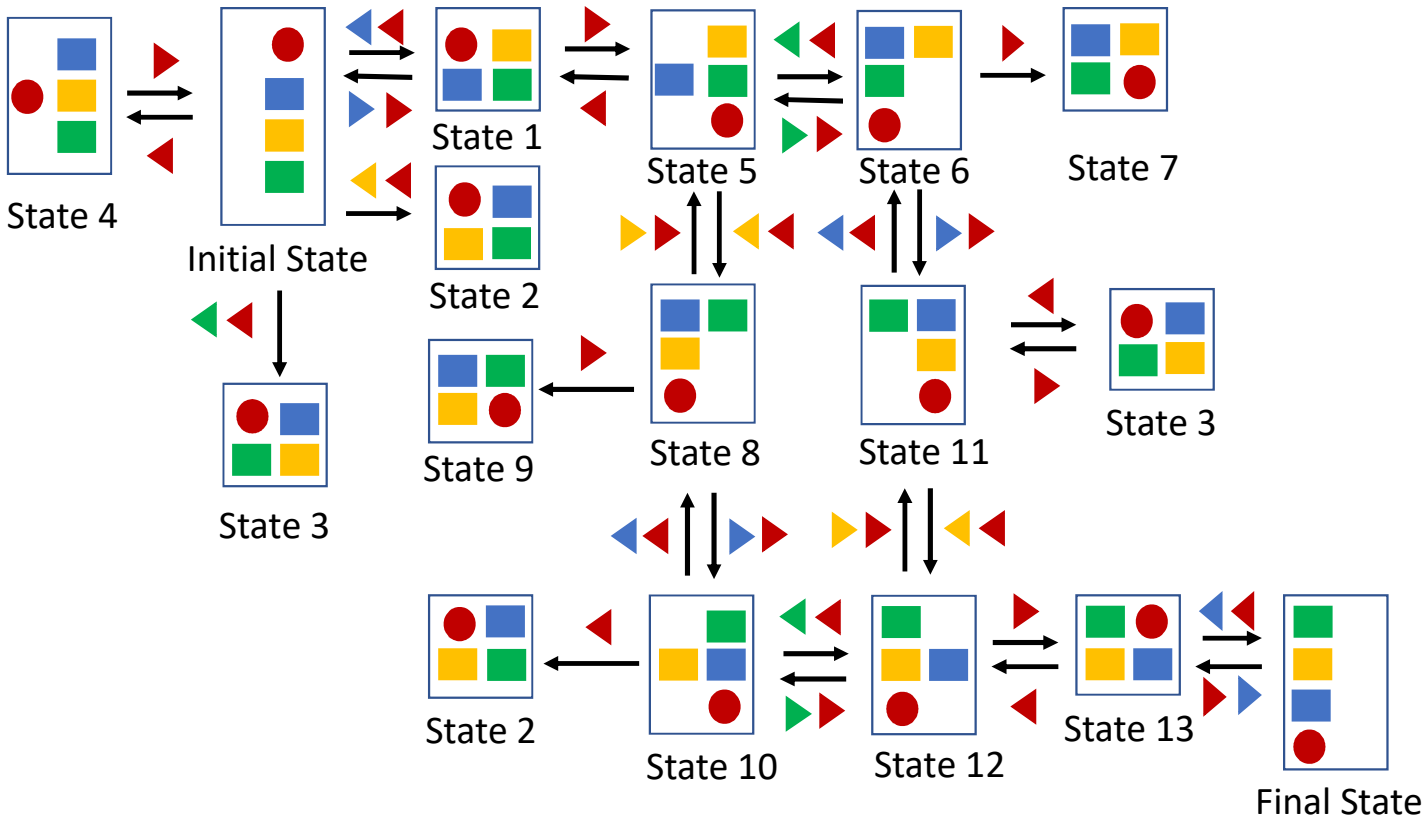 State 4
Initial State
State 1
State 5
State 6
State 7
State 2
State 3
State 9
State 8
State 11
State 3
State 2
State 10
State 12
State 13
Final State